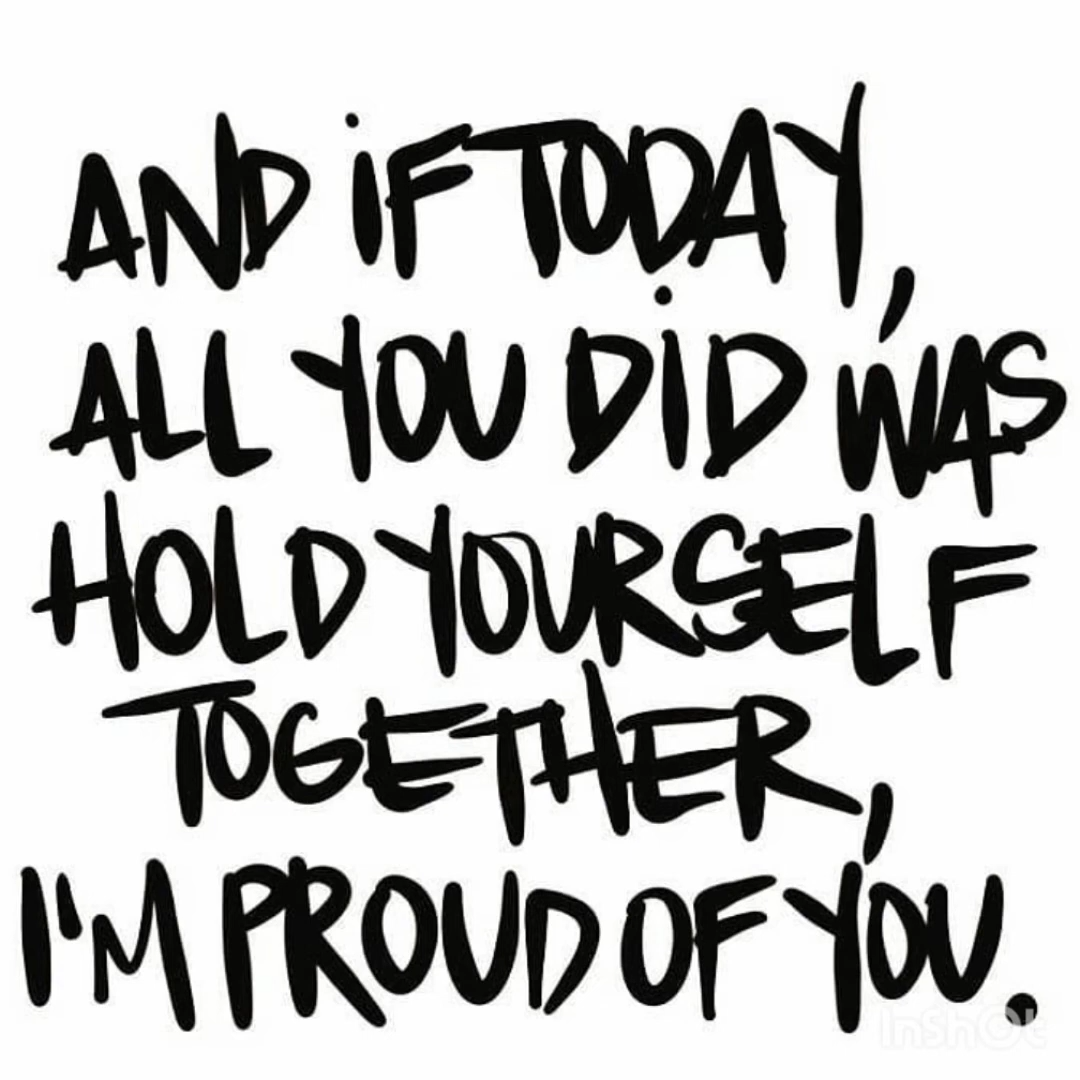 AND iF TODAY,
ALL YOU DiD WAS
HOLD YOURSELF
TOGETHER,
I'M PROUD OF YOU.
InShOt